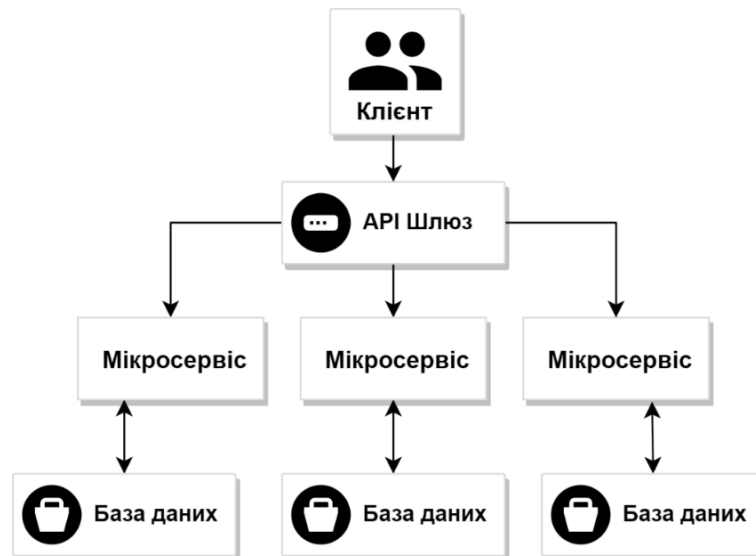 Клієнт
API Шлюз
Мікросервіс
Мікросервіс
Мікросервіс
База даних
База даних
База даних